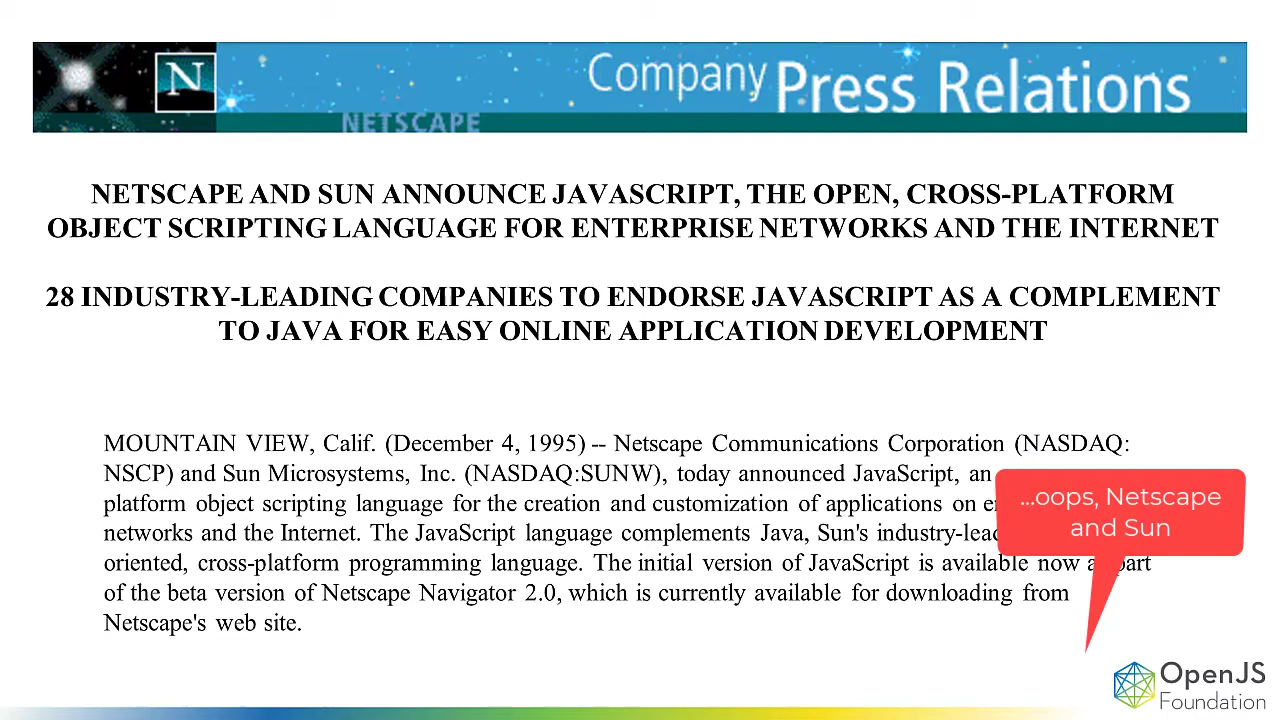 N
NETSCAPE
Company Press Relations
NETSCAPE AND SUN ANNOUNCE JAVASCRIPT, THE OPEN, CROSS-PLATFORM
OBJECT SCRIPTING LANGUAGE FOR ENTERPRISE NETWORKS AND THE INTERNET
28 INDUSTRY-LEADING COMPANIES TO ENDORSE JAVASCRIPT AS A COMPLEMENT
TO JAVA FOR EASY ONLINE APPLICATION DEVELOPMENT
MOUNTAIN VIEW, Calif. (December 4, 1995) -- Netscape Communications Corporation (NASDAQ:
NSCP) and Sun Microsystems, Inc. (NASDAQ:SUNW), today announced JavaScript, an
platform object scripting language for the creation and customization of applications on
networks and the Internet. The JavaScript language complements Java, Sun's
oriented, cross-platform programming language. The initial version of JavaScript is available now
of the beta version of Netscape Navigator 2.0, which is currently available for downloading from
Netscape's web site.
...oops, Netscape
and Sun
OpenJS
Foundation